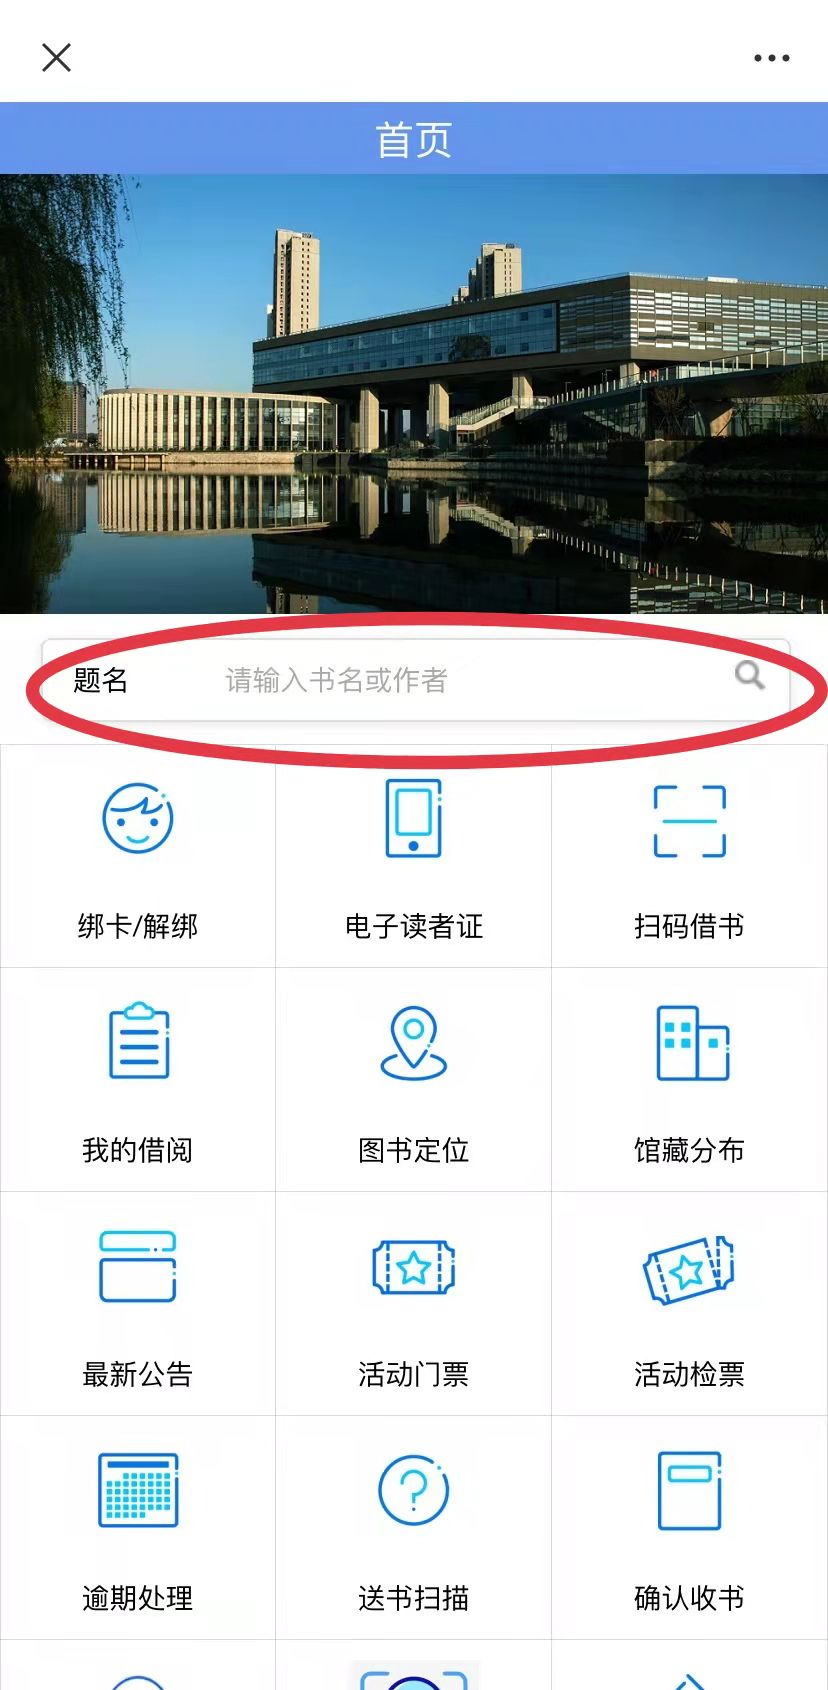 首页
题名 请输入书名或作者
绑卡/解绑 电子读者证 扫码借书
我的借阅 图书定位 馆藏分布
最新公告 活动门票 活动检票
逾期处理 送书扫描 确认收书